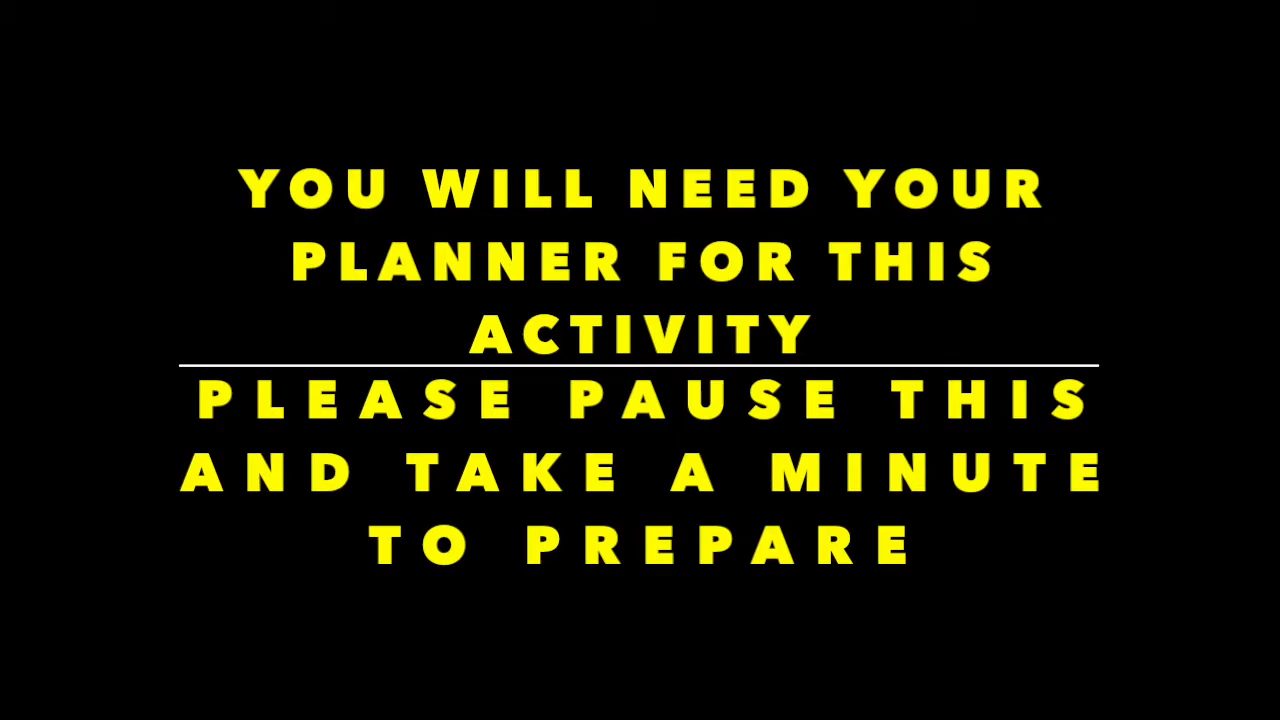 YOU WILL NEED YOUR
PLANNER FOR THIS
ACTIVITY
PLEASE PAUSE THIS
AND TAKE A MINUTE
TO PREPARE